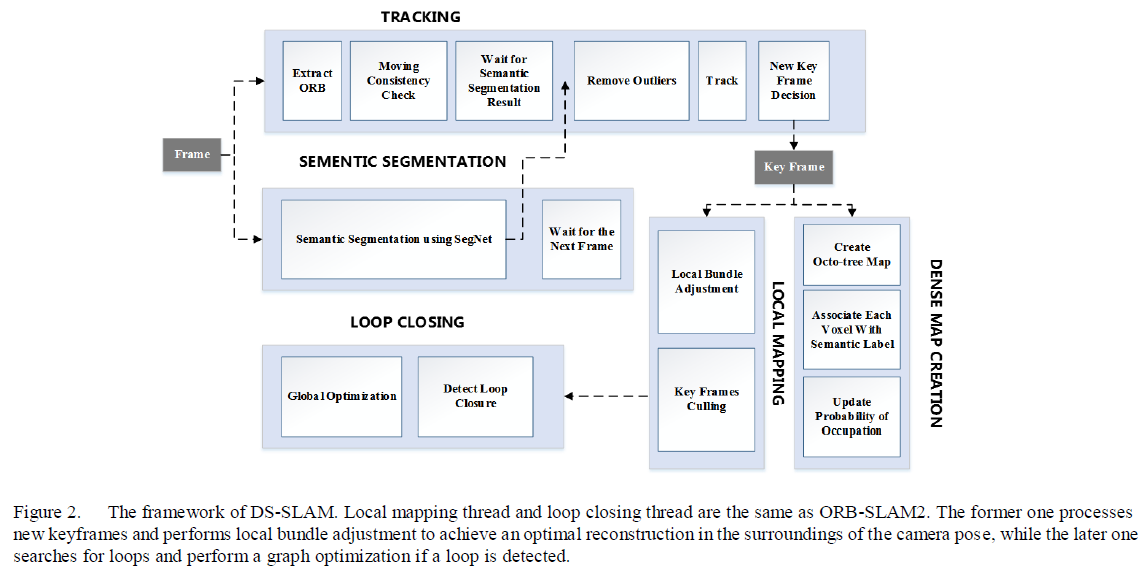 TRACKING
Extract
ORB
Moving
Consistency
Check
Wait for
Semantic
Segmentation
Result
Remove Outliers
Track
New Key
Frame
Decision
Frame
Key Frame
SEMENTIC SEGMENTATION
Semantic Segmentation using SegNet
Wait for the
Next Frame
LOOP CLOSING
Global Optimization
Detect Loop
Closure
Local Bundle
Adjustment
Key Frames
Culling
LOCAL MAPPING
Create
Octo-tree Map
Associate Each
Voxel With
Semantic Label
Update
Probability of
Occupation
DENSE MAP CREATION
Figure 2. The framework of DS-SLAM. Local mapping thread and loop closing thread are the same as ORB-SLAM2. The former one processes
new keyframes and performs local bundle adjustment to achieve an optimal reconstruction in the surroundings of the camera pose, while the later one
searches for loops and perform a graph optimization if a loop is detected.